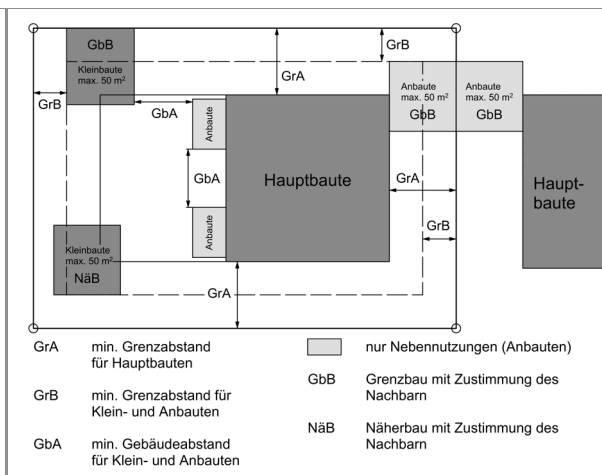 GbB
GrB
Kleinbaute
max. 50 m²
GrA
GrB
GbA
Anbaute
max. 50 m²
GbB
Anbaute
max. 50 m²
GbB
Anbaute
GbA
Hauptbaute
GrA
Haupt-
baute
Anbaute
GrB
Kleinbaute
max. 50 m²
NäB
GrA
GrA min. Grenzabstand
für Hauptbauten
GrB min. Grenzabstand für
Klein- und Anbauten
GbA min. Gebäudeabstand
für Klein- und Anbauten
nur Nebennutzungen (Anbauten)
GbB Grenzbau mit Zustimmung des
Nachbarn
NäB Näherbau mit Zustimmung des
Nachbarn